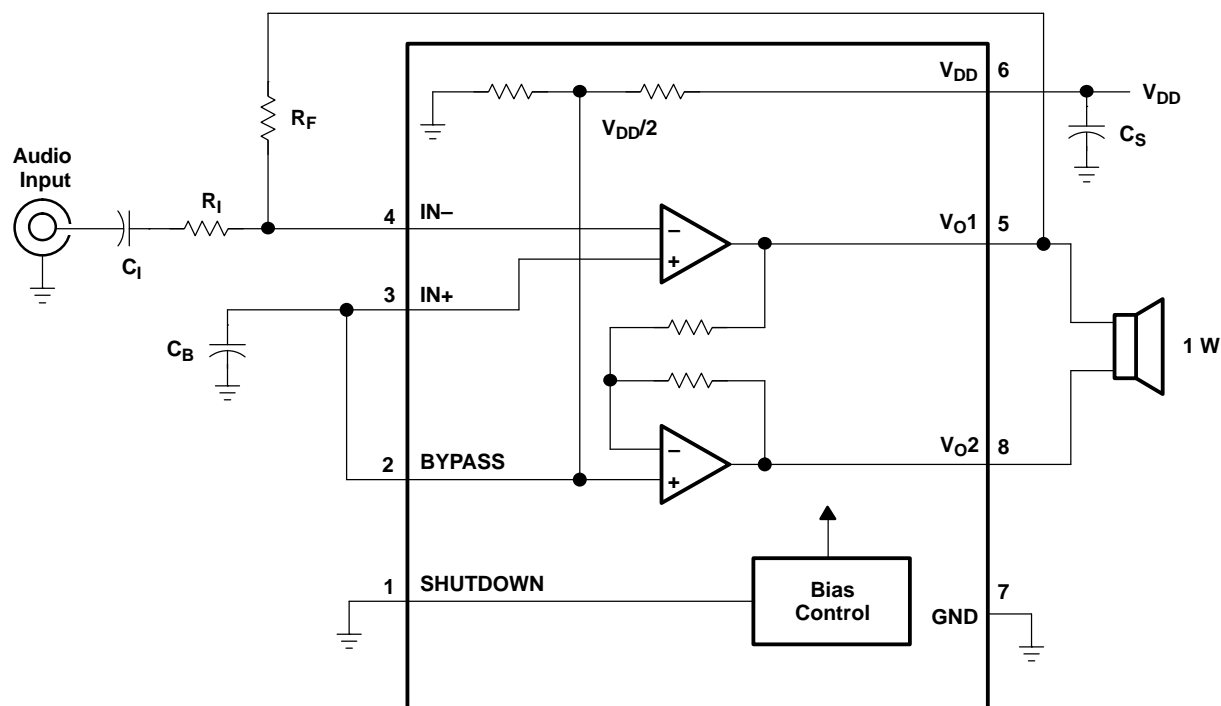 V_DD 6
V_DD
R_F
V_DD/2
C_S
Audio
Input
R_I
4 IN–
V_O1 5
–
+
C_I
3 IN+
C_B
1 W
2 BYPASS
–
+
V_O2 8
1 SHUTDOWN
Bias
Control
7
GND